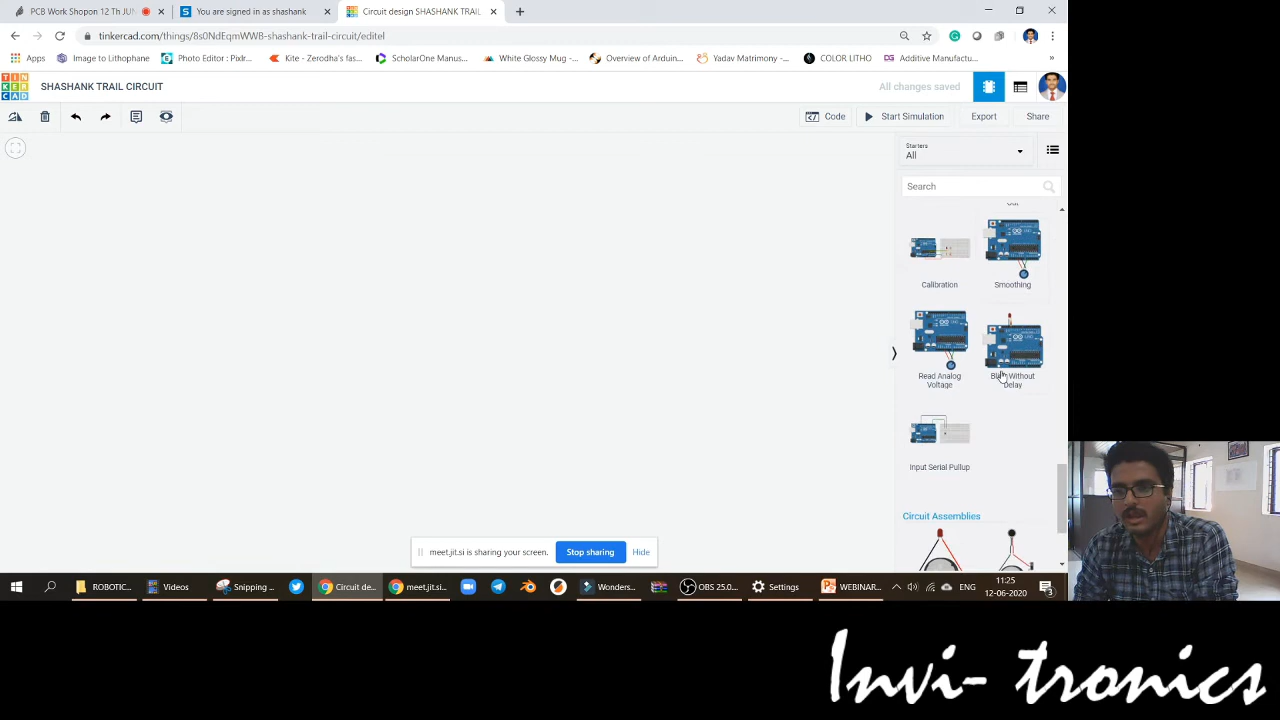 PCB Work Shopon 12 Th JUN
You are signed in as shashank
Circuit design SHASHANK TRAIL
tinkercad.com/things/8s0NdEqmWWB-shashank-trail-circuit/editel
Apps
Image to Lithophane
Photo Editor : Pixlr...
Kite - Zerodha's fas...
ScholarOne Manus...
White Glossy Mug -...
Overview of Arduin...
Yadav Matrimony -...
COLOR LITHO
Additive Manufactu...
TIN
KER
CAD
SHASHANK TRAIL CIRCUIT
All changes saved
Code
Start Simulation
Export
Share
Starters
All
Search
Calibration
Smoothing
Read Analog
Voltage
Blink Without
Delay
Input Serial Pullup
Circuit Assemblies
meet.jit.si is sharing your screen.
Stop sharing
Hide
ROBOTIC...
Videos
Snipping ...
Circuit de...
meet.jit.si...
Wonders...
OBS 25.0...
Settings
WEBINAR...
ENG
11:25
12-06-2020
3
Invi- tronics